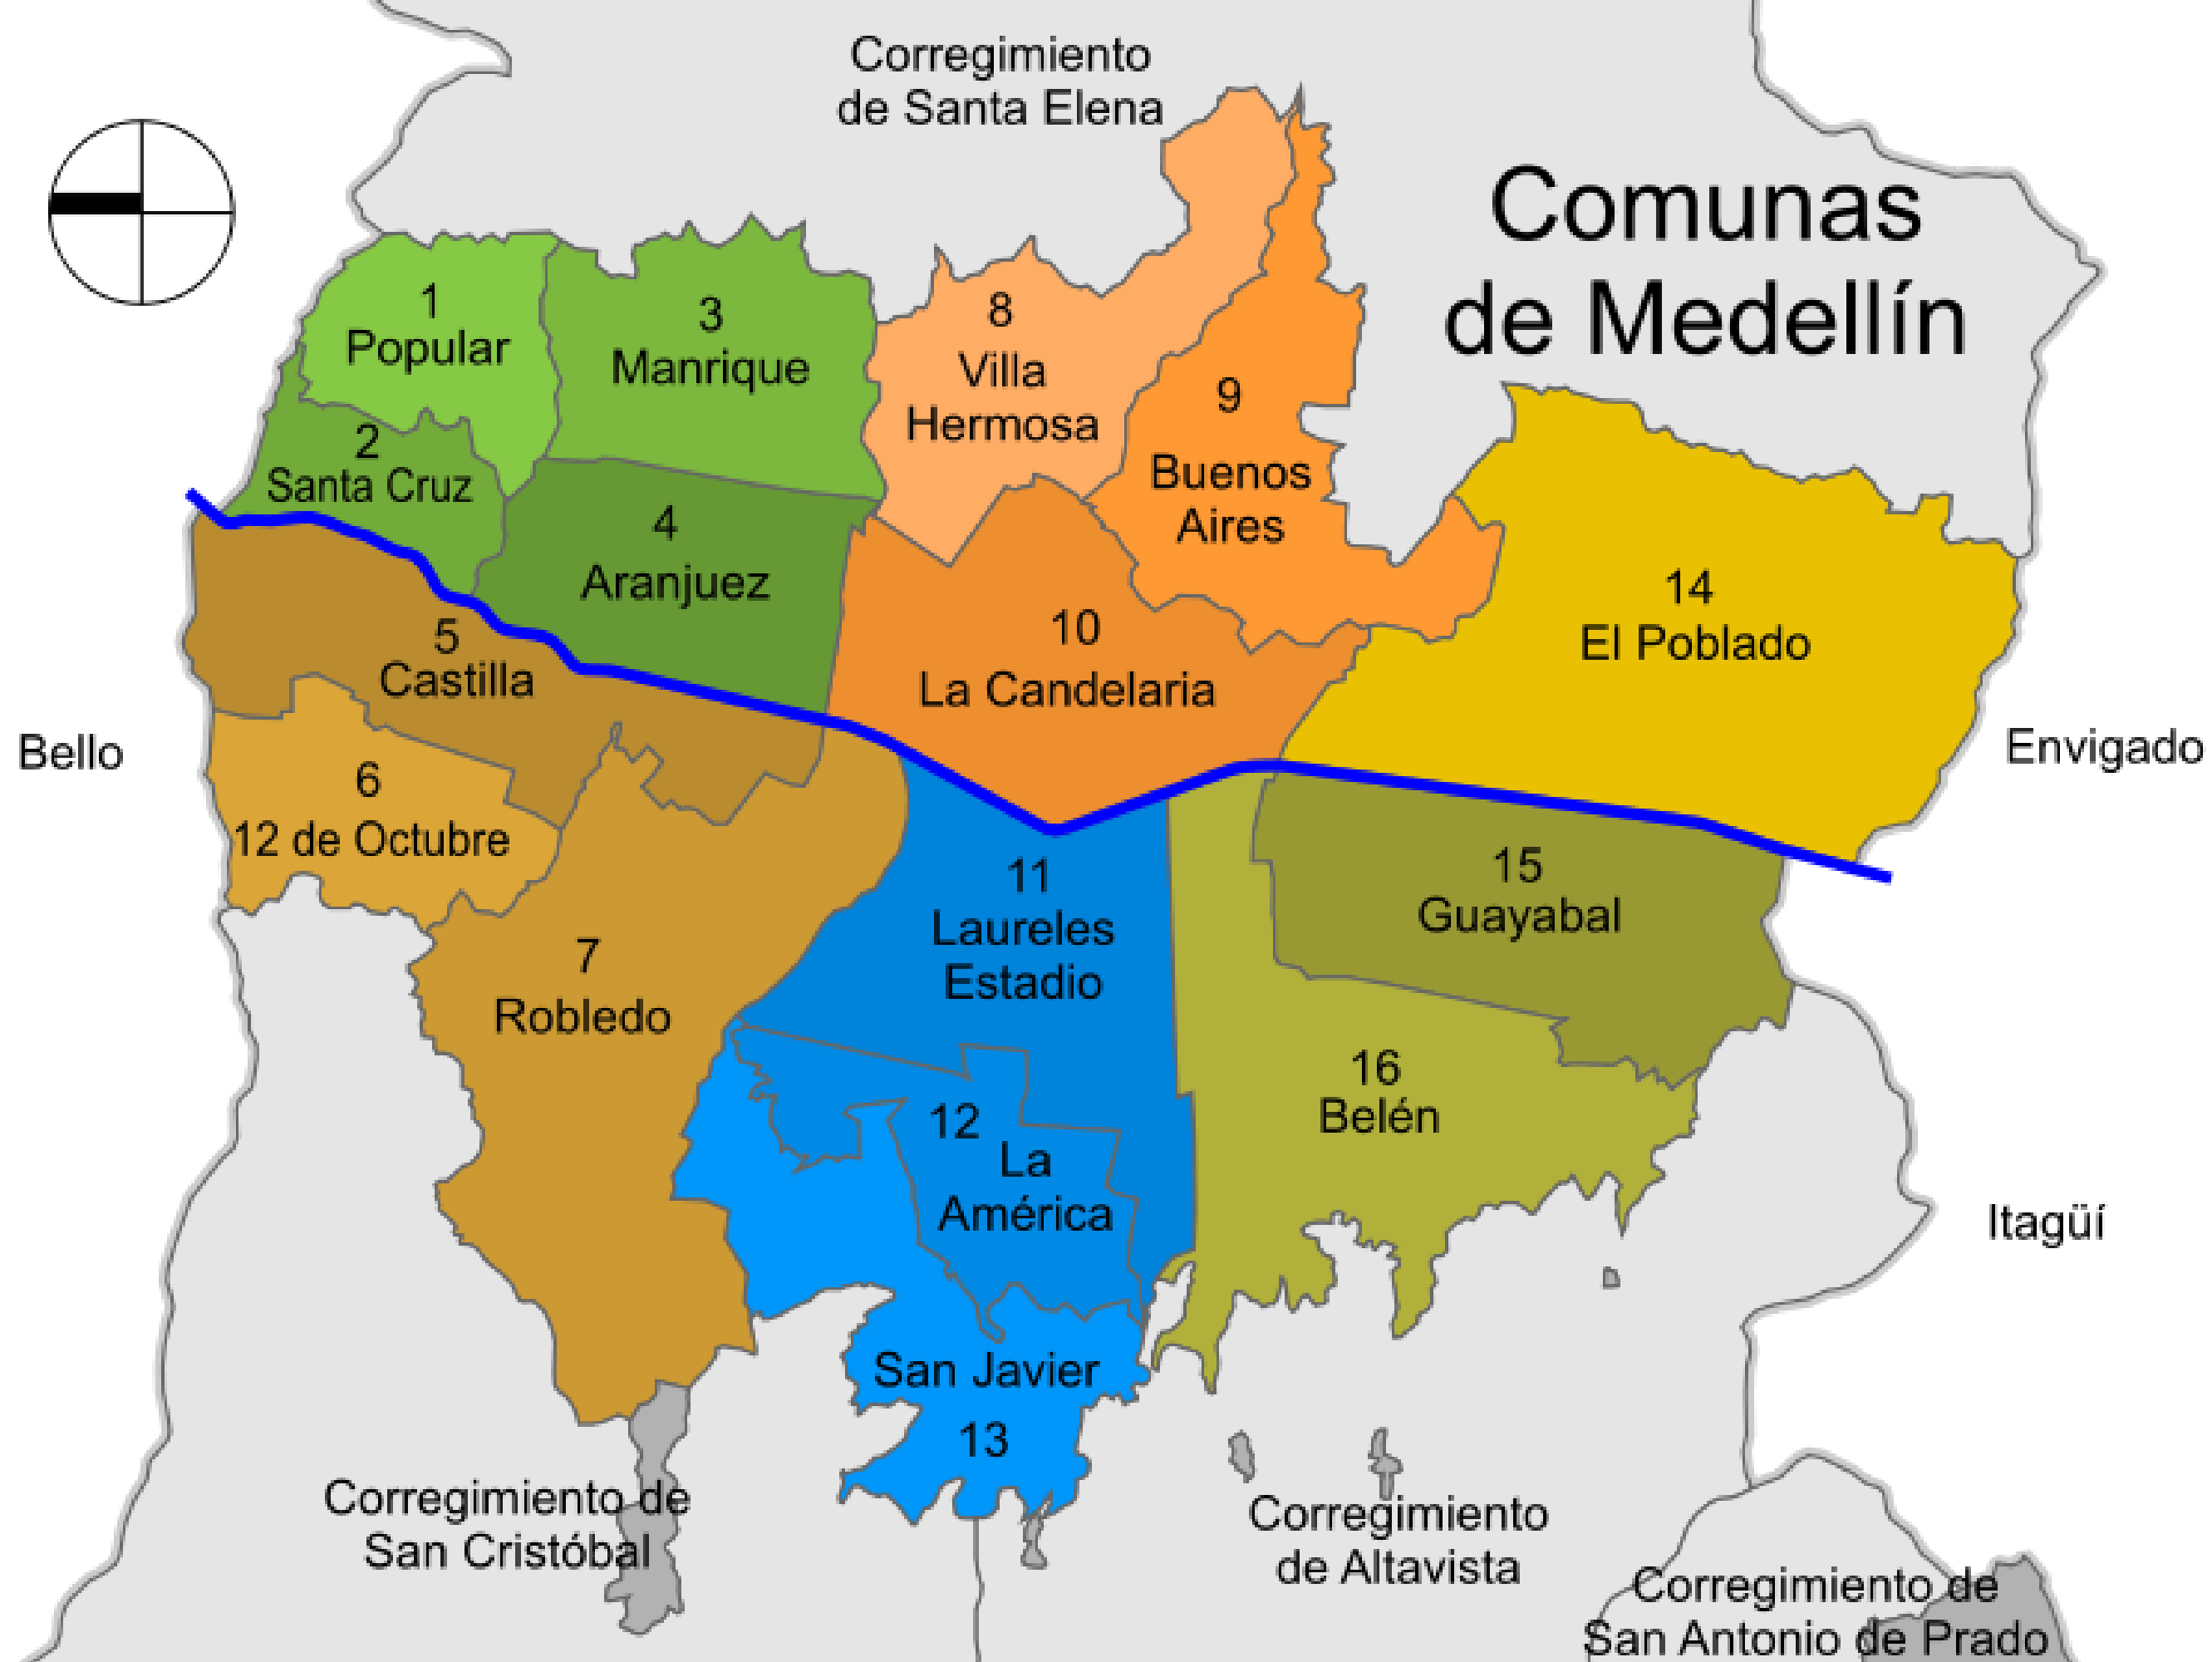 Corregimiento
de Santa Elena
Comunas
de Medellín
1
Popular
3
Manrique
8
Villa
Hermosa
9
Buenos
Aires
2
Santa Cruz
4
Aranjuez
14
El Poblado
5
Castilla
10
La Candelaria
Bello
Envigado
6
12 de Octubre
11
Laureles
Estadio
15
Guayabal
7
Robledo
16
Belén
12
La
América
Itagüí
San Javier
13
Corregimiento de
San Cristóbal
Corregimiento
de Altavista
Corregimiento de
San Antonio de Prado